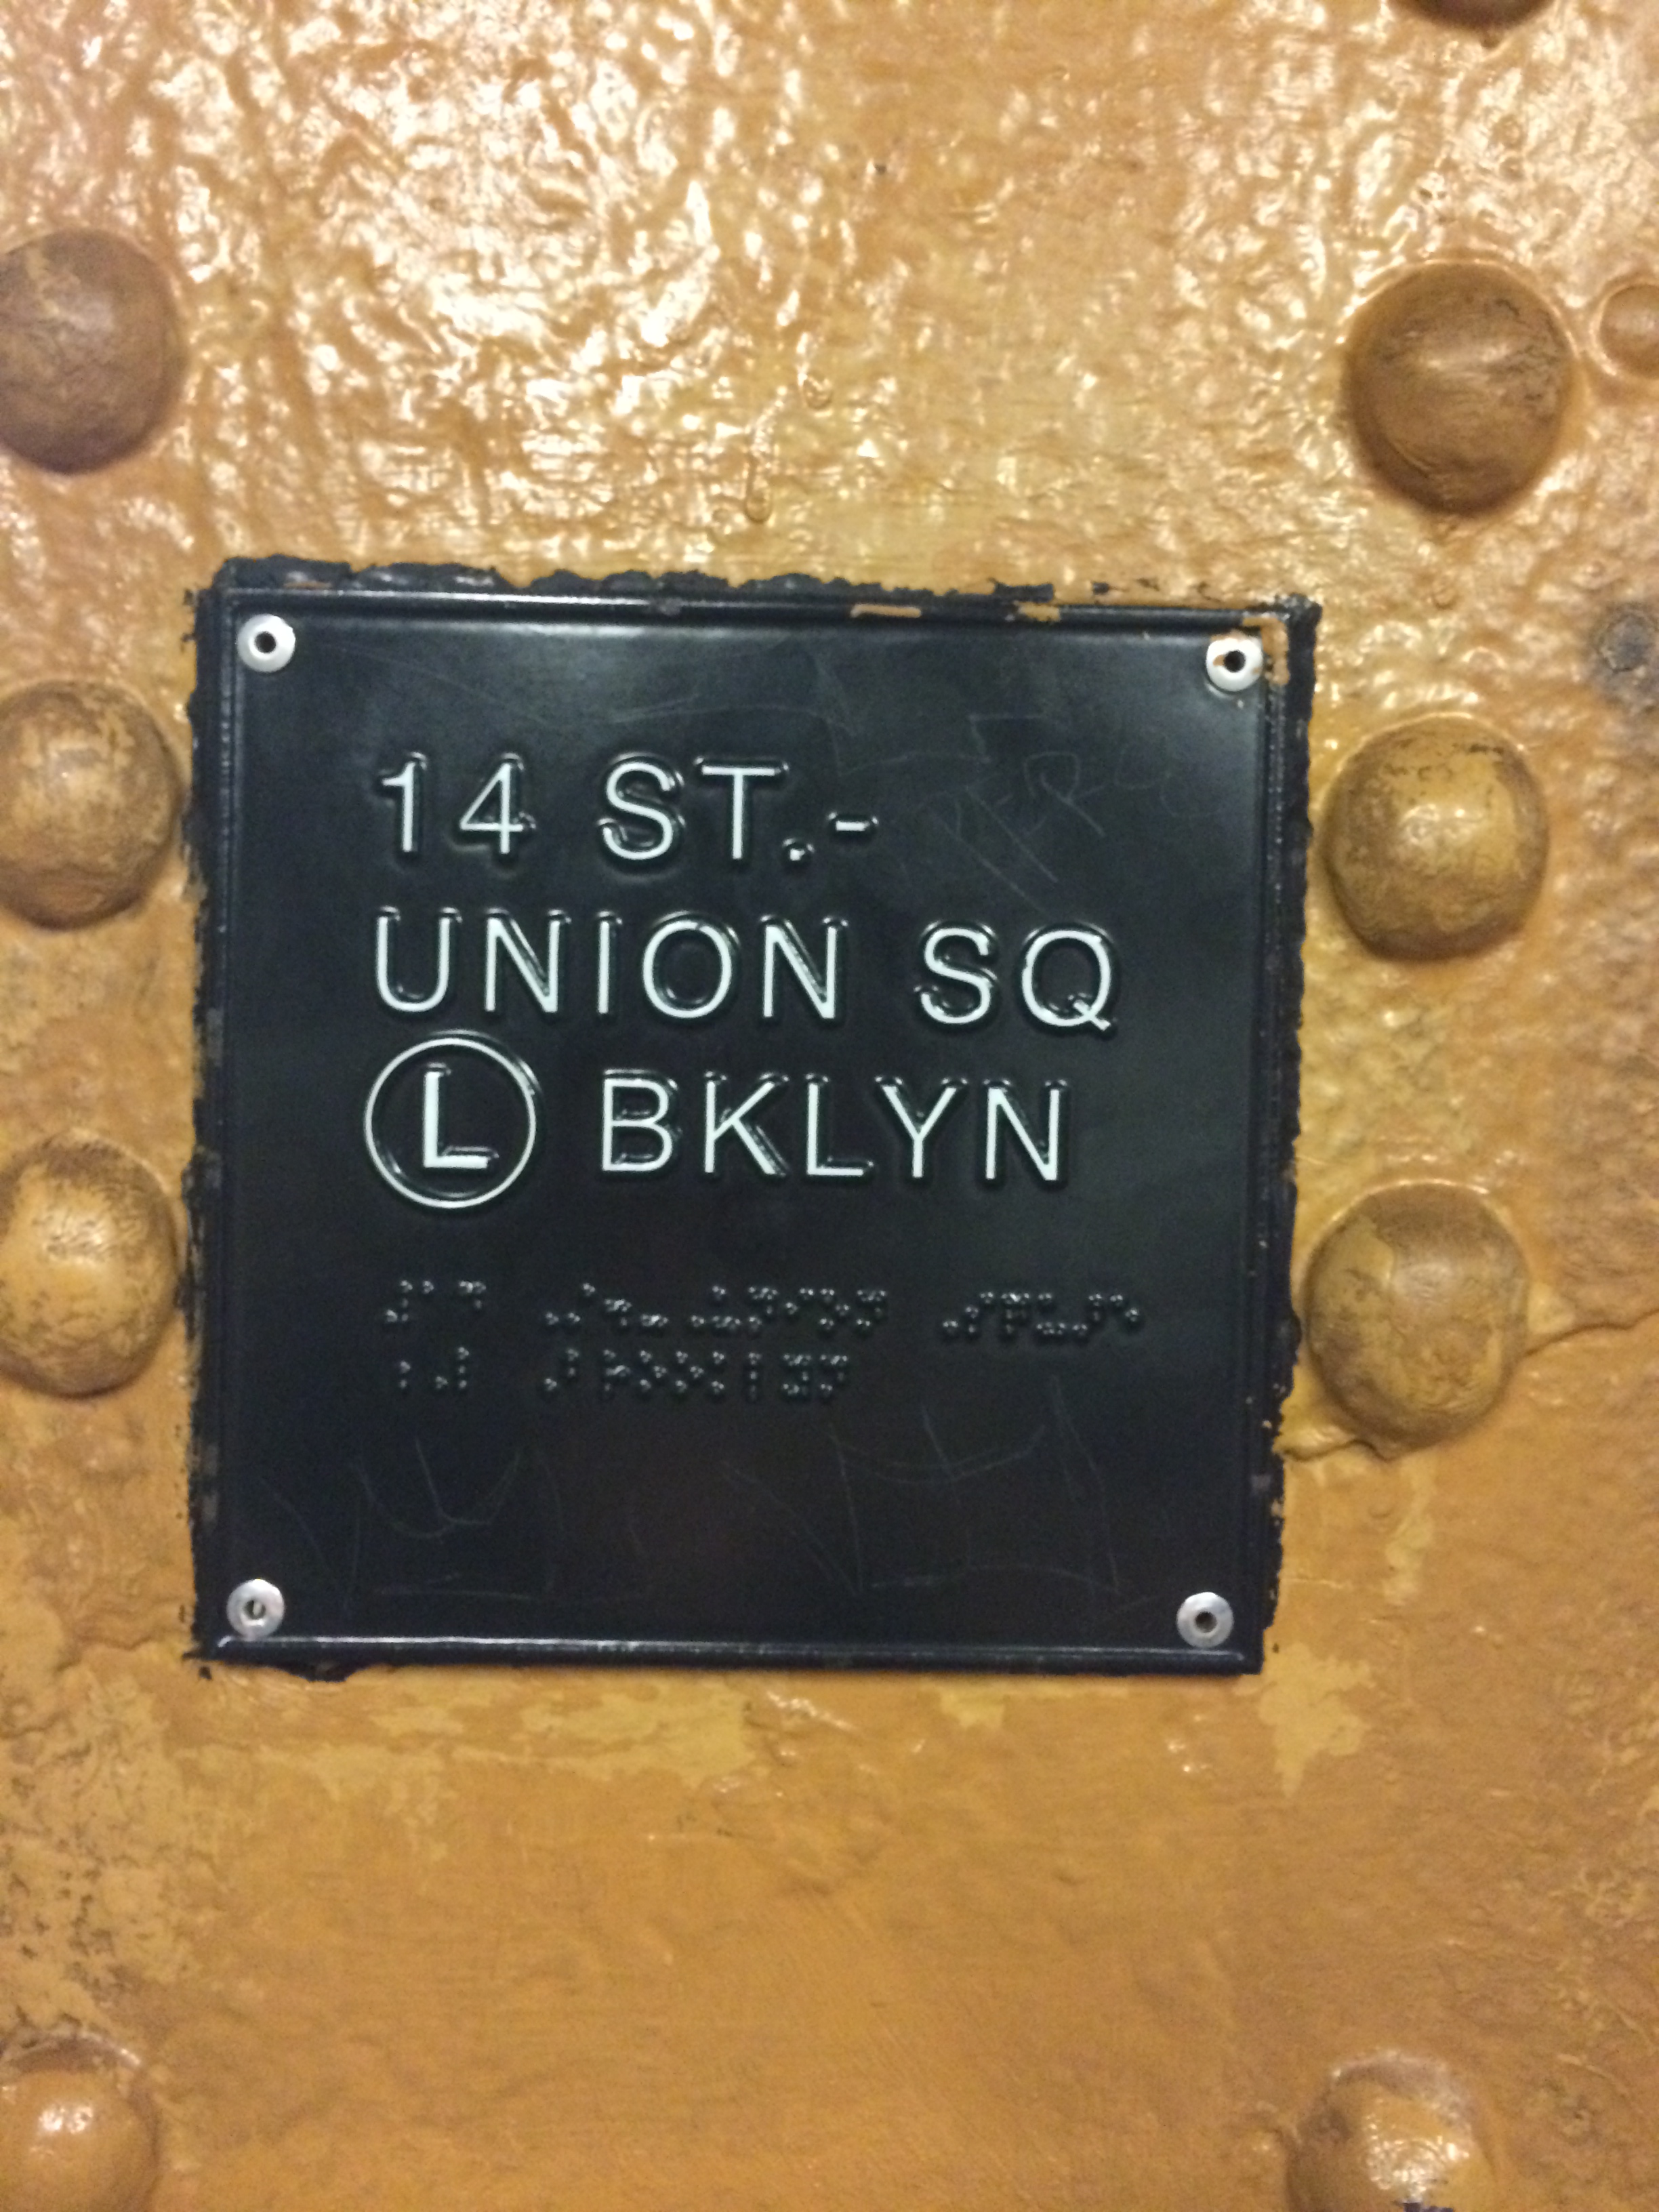 14 ST.-
UNION SQ
L BKLYN